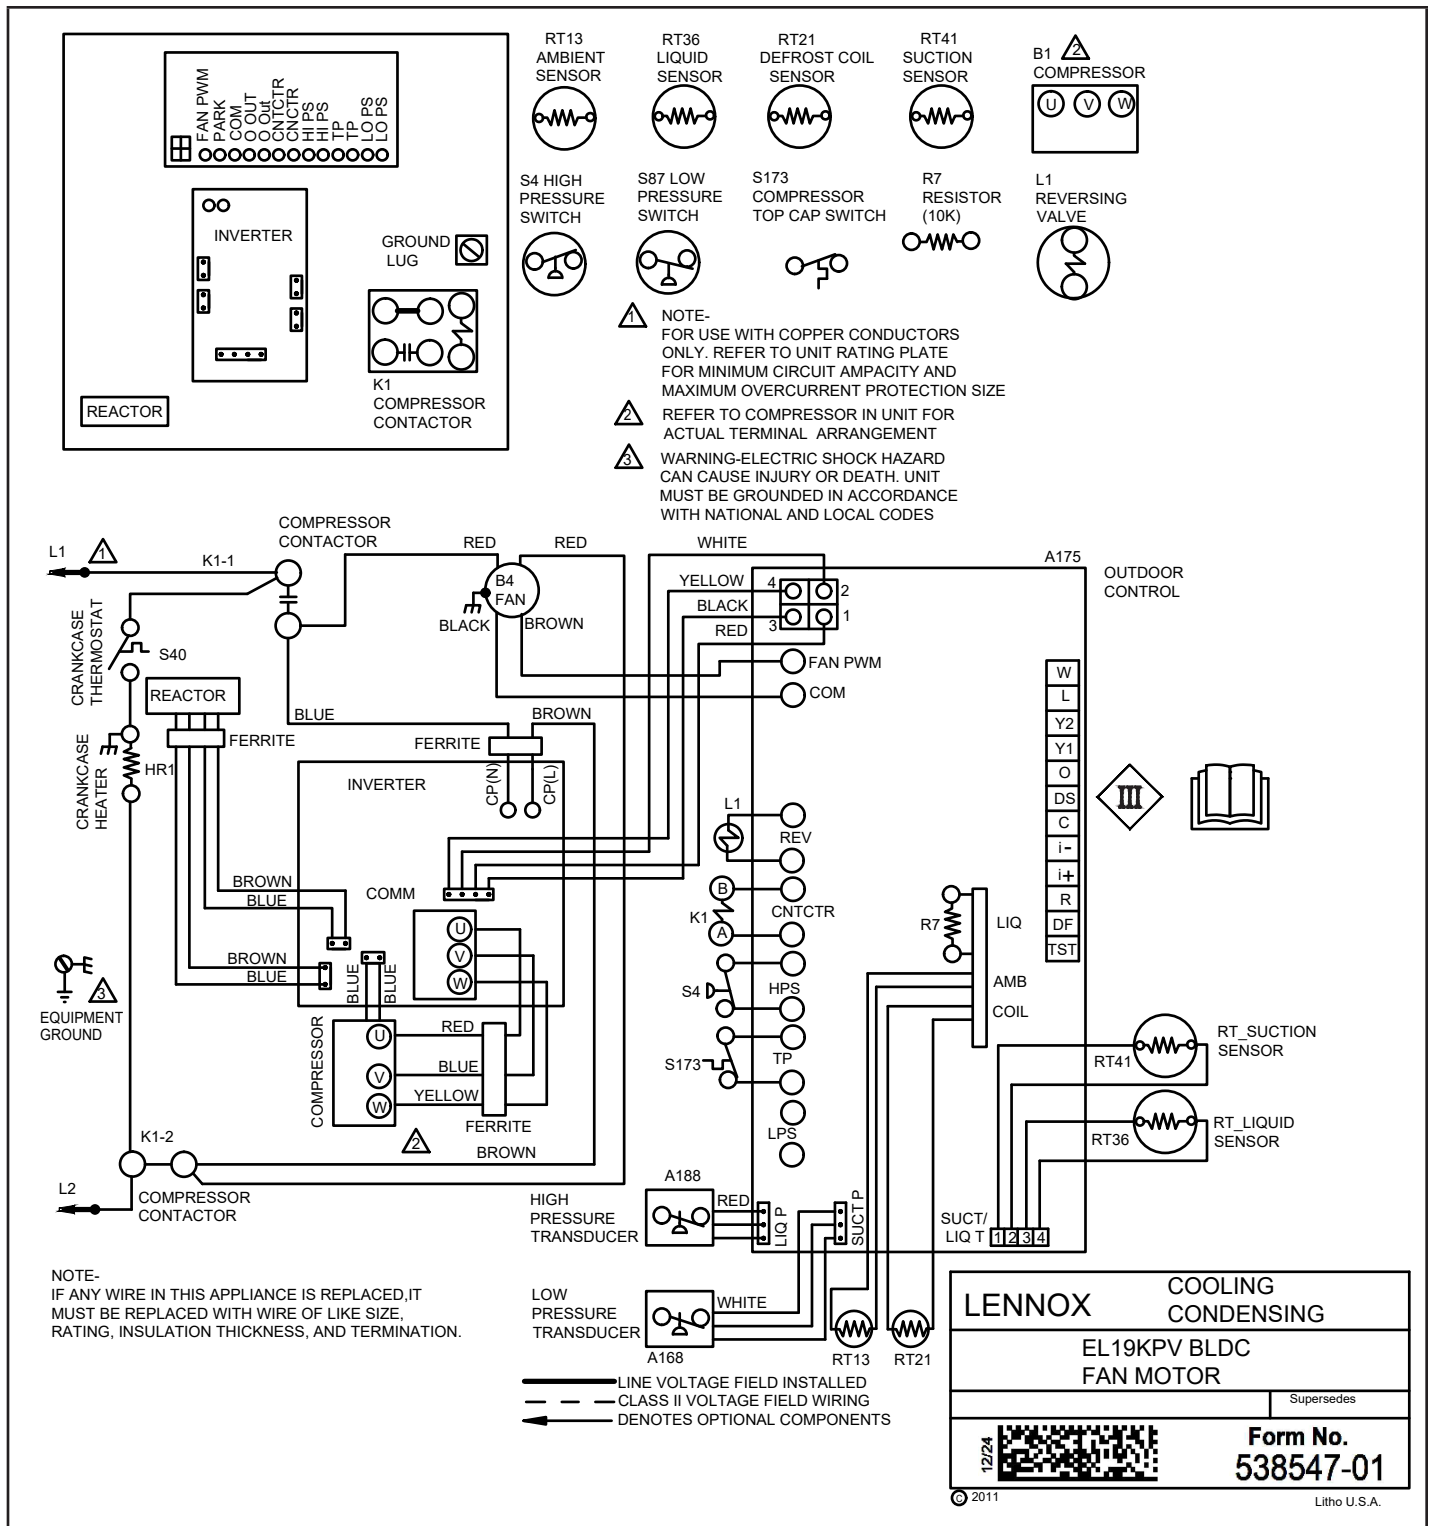 FAN PWM
PARK
COM
O OUT
O Out
CNTCTR
CNCTR
HI PS
HI PS
TP
TP
LO PS
LO PS
INVERTER
GROUND
LUG
K1
COMPRESSOR
CONTACTOR
REACTOR
RT13
AMBIENT
SENSOR
RT36
LIQUID
SENSOR
RT21
DEFROST COIL
SENSOR
RT41
SUCTION
SENSOR
B1
2
COMPRESSOR
U V W
S4 HIGH
PRESSURE
SWITCH
S87 LOW
PRESSURE
SWITCH
S173
COMPRESSOR
TOP CAP SWITCH
R7
RESISTOR
(10K)
L1
REVERSING
VALVE
1
NOTE-
FOR USE WITH COPPER CONDUCTORS
ONLY. REFER TO UNIT RATING PLATE
FOR MINIMUM CIRCUIT AMPACITY AND
MAXIMUM OVERCURRENT PROTECTION SIZE
2
REFER TO COMPRESSOR IN UNIT FOR
ACTUAL TERMINAL ARRANGEMENT
3
WARNING-ELECTRIC SHOCK HAZARD
CAN CAUSE INJURY OR DEATH. UNIT
MUST BE GROUNDED IN ACCORDANCE
WITH NATIONAL AND LOCAL CODES
L1
1
K1-1
COMPRESSOR
CONTACTOR
RED
RED
B4
FAN
BLACK
BROWN
WHITE
YELLOW
BLACK
RED
4
2
3
1
A175
OUTDOOR
CONTROL
FAN PWM
COM
CRANKCASE
THERMOSTAT
S40
REACTOR
FERRITE
BLUE
FERRITE
BROWN
CRANKCASE
HEATER
HR1
INVERTER
CP(N)
CP(L)
W
L
Y2
Y1
O
DS
C
i-
i+
R
DF
TST
III
L1
REV
B
K1
CNTCTR
A
S4
HPS
S173
TP
LPS
R7
LIQ
AMB
COIL
BROWN
BLUE
COMM
BROWN
BLUE
U
V
W
BLUE
BLUE
3
EQUIPMENT
GROUND
COMPRESSOR
U
V
W
RED
BLUE
YELLOW
FERRITE
2
BROWN
RT_SUCTION
SENSOR
RT41
RT_LIQUID
SENSOR
RT36
K1-2
L2
COMPRESSOR
CONTACTOR
HIGH
PRESSURE
TRANSDUCER
A188
RED
LIQ P
SUCT P
SUCT/
LIQ T
1 2 3 4
LOW
PRESSURE
TRANSDUCER
WHITE
A168
RT13
RT21
NOTE-
IF ANY WIRE IN THIS APPLIANCE IS REPLACED,IT
MUST BE REPLACED WITH WIRE OF LIKE SIZE,
RATING, INSULATION THICKNESS, AND TERMINATION.
LINE VOLTAGE FIELD INSTALLED
CLASS II VOLTAGE FIELD WIRING
DENOTES OPTIONAL COMPONENTS
LENNOX
COOLING
CONDENSING
EL19KPV BLDC
FAN MOTOR
Supersedes
12/24
Form No.
538547-01
© 2011
Litho U.S.A.